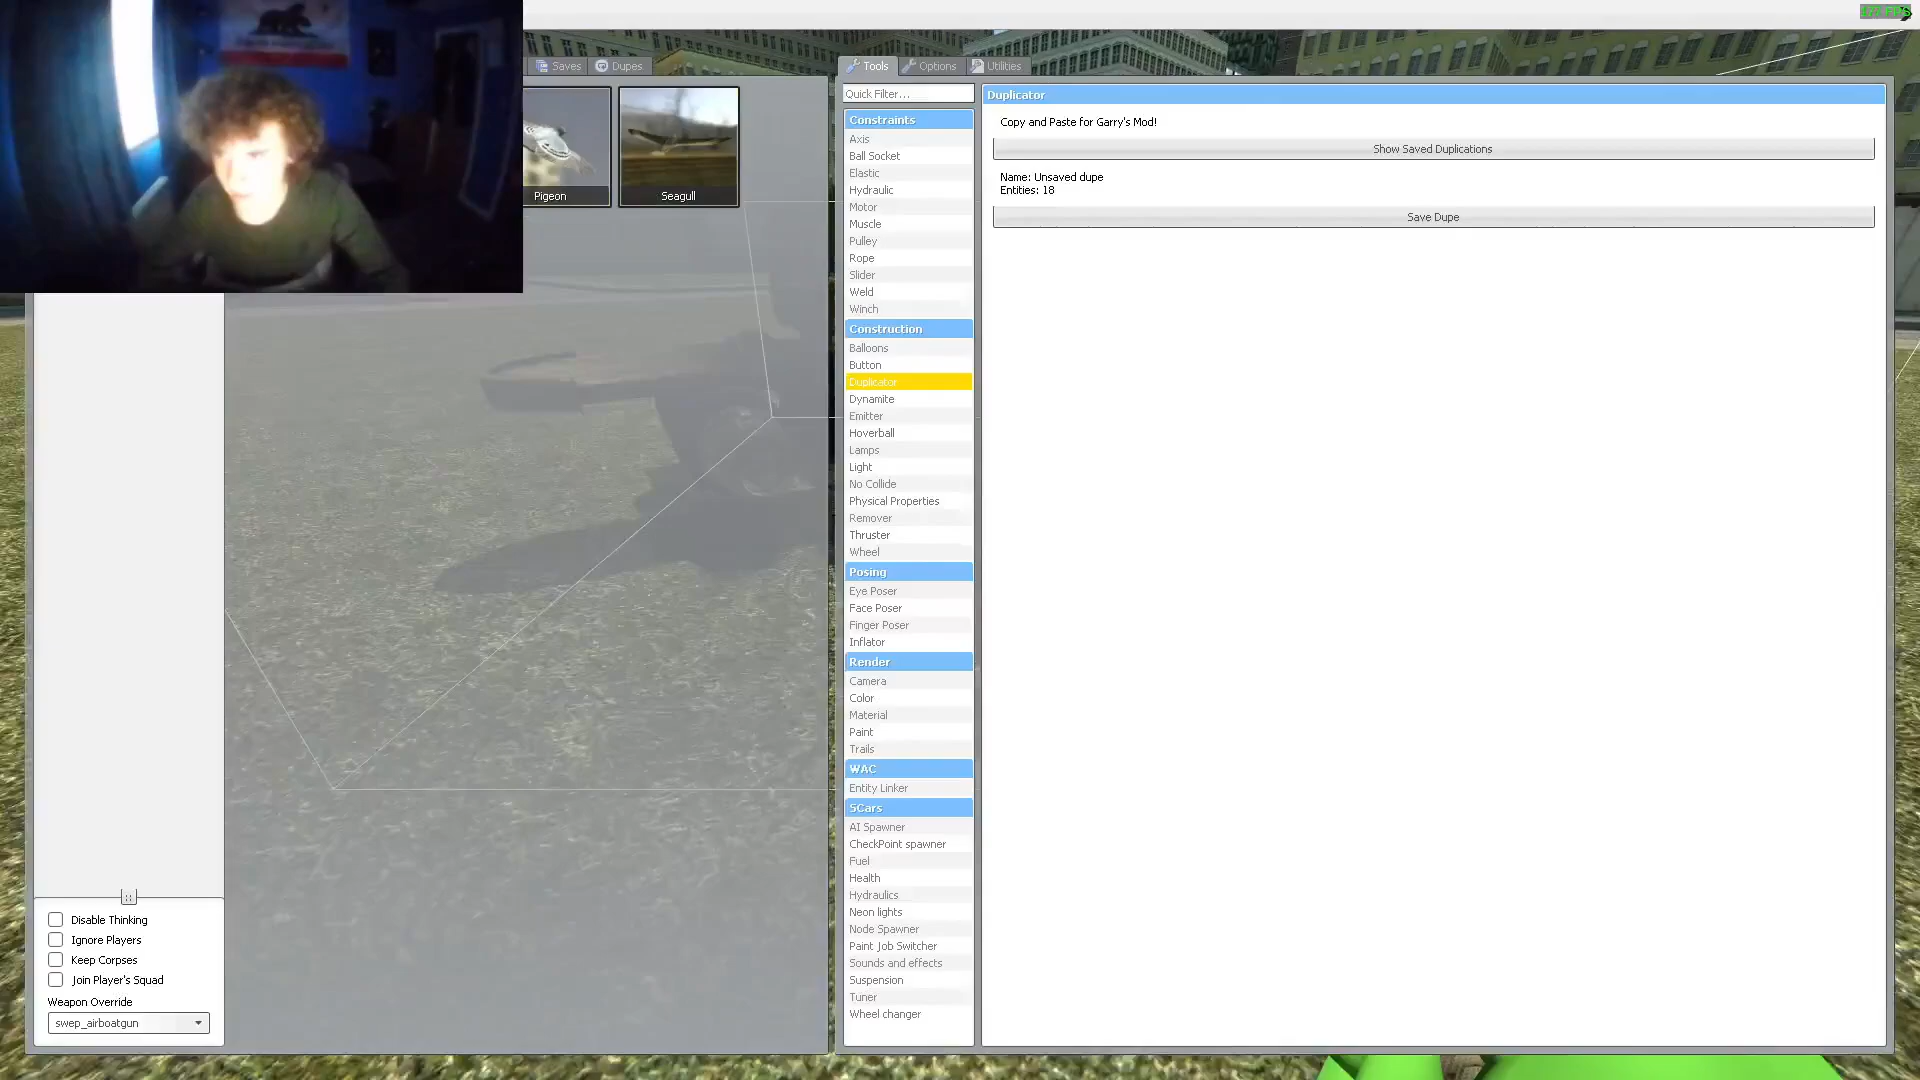 175 FPS
Saves
Dupes
Tools
Options
Utilities
Pigeon
Seagull
Disable Thinking
Ignore Players
Keep Corpses
Join Player's Squad
Weapon Override
swep_airboatgun
Quick Filter...
Constraints
Axis
Ball Socket
Elastic
Hydraulic
Motor
Muscle
Pulley
Rope
Slider
Weld
Winch
Construction
Balloons
Button
Duplicator
Dynamite
Emitter
Hoverball
Lamps
Light
No Collide
Physical Properties
Remover
Thruster
Wheel
Posing
Eye Poser
Face Poser
Finger Poser
Inflator
Render
Camera
Color
Material
Paint
Trails
WAC
Entity Linker
SCars
AI Spawner
CheckPoint spawner
Fuel
Health
Hydraulics
Neon lights
Node Spawner
Paint Job Switcher
Sounds and effects
Suspension
Tuner
Wheel changer
Duplicator
Copy and Paste for Garry's Mod!
Show Saved Duplications
Name: Unsaved dupe
Entities: 18
Save Dupe